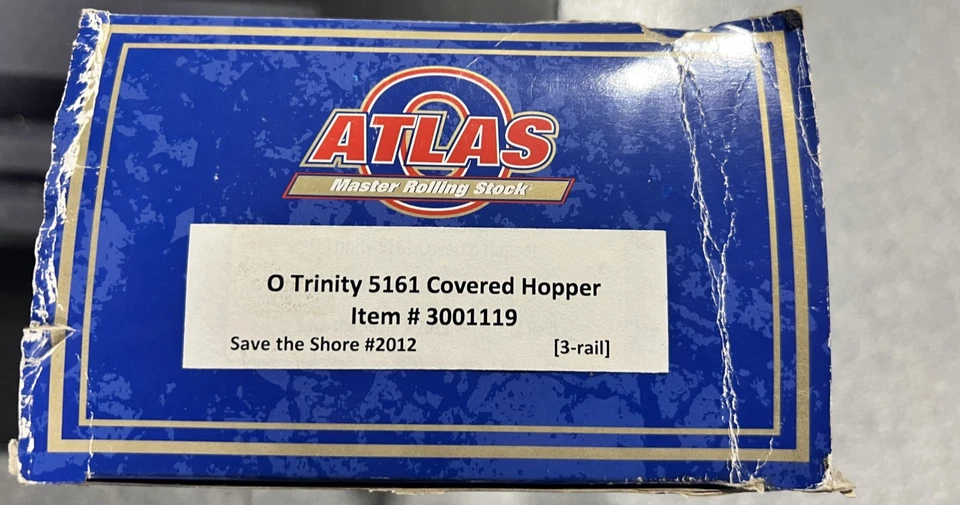 ATLAS
Master Rolling Stock
O Trinity 5161 Covered Hopper
Item # 3001119
Save the Shore #2012 [3-rail]